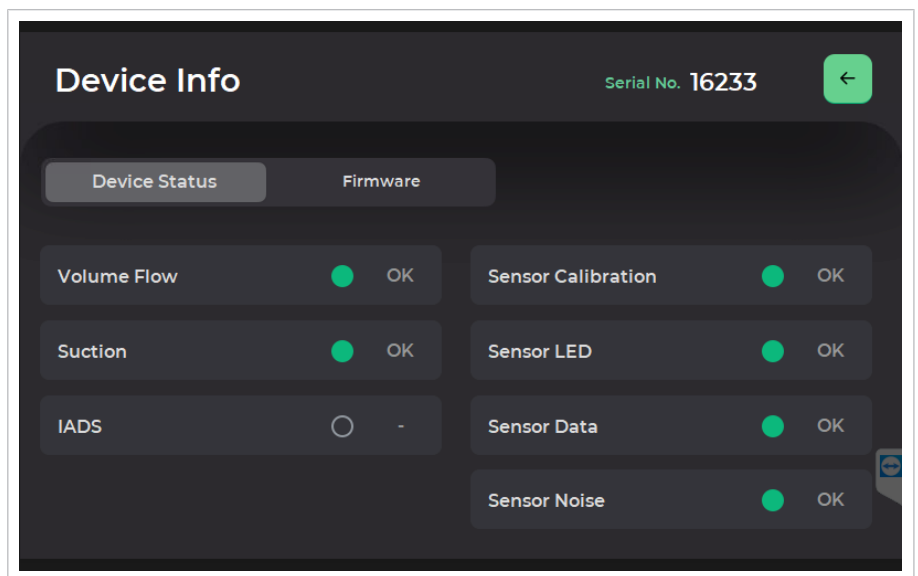 Device Info
Serial No. 16233
←
Device Status
Firmware
Volume Flow OK
Sensor Calibration OK
Suction OK
Sensor LED OK
IADS -
Sensor Data OK
Sensor Noise OK